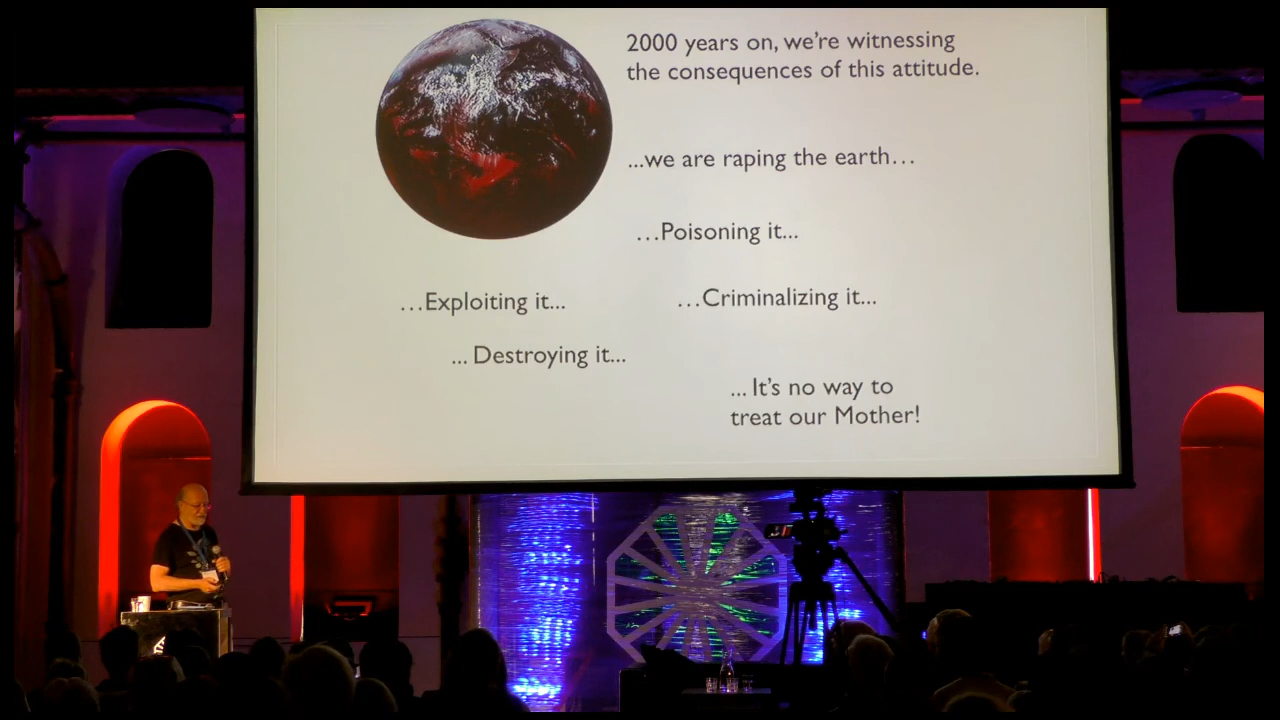 2000 years on, we're witnessing
the consequences of this attitude.
...we are raping the earth...
...Poisoning it...
...Exploiting it...
...Criminalizing it...
... Destroying it...
... It's no way to
treat our Mother!